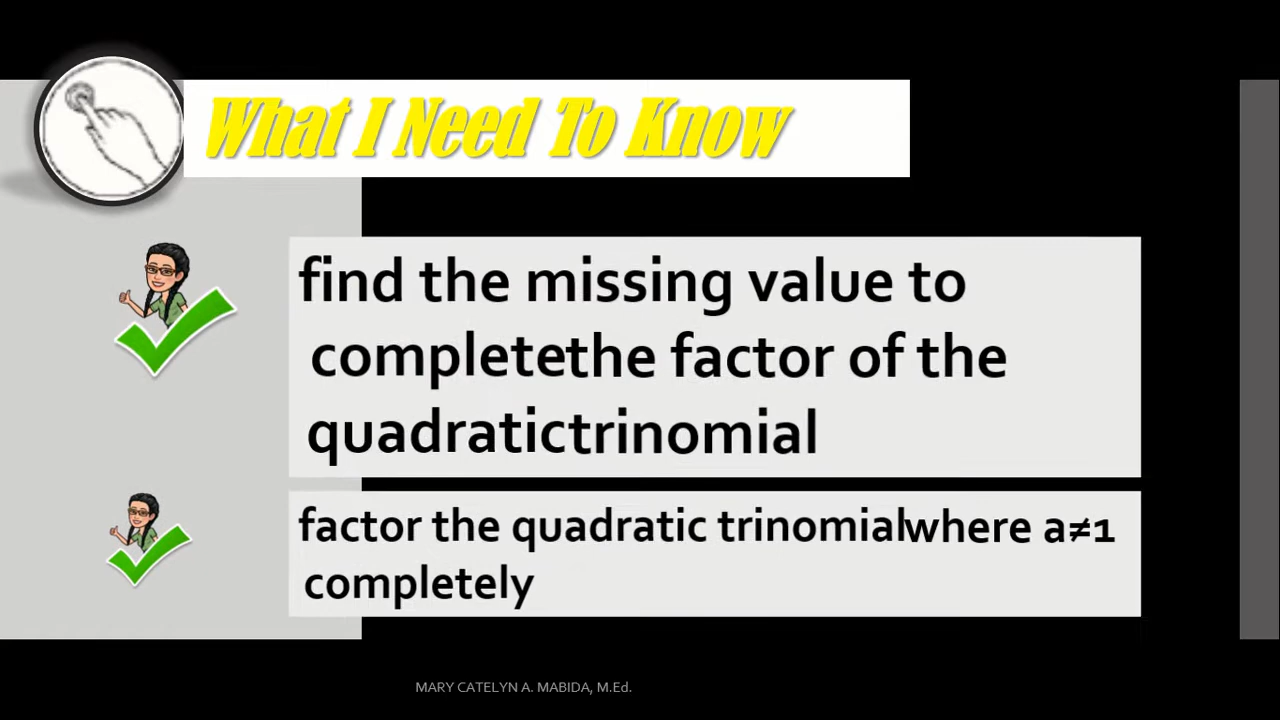 What I Need To Know
find the missing value to
completethe factor of the
quadratictrinomial
factor the quadratic trinomialwhere a≠1
completely
MARY CATELYN A. MABIDA, M.Ed.